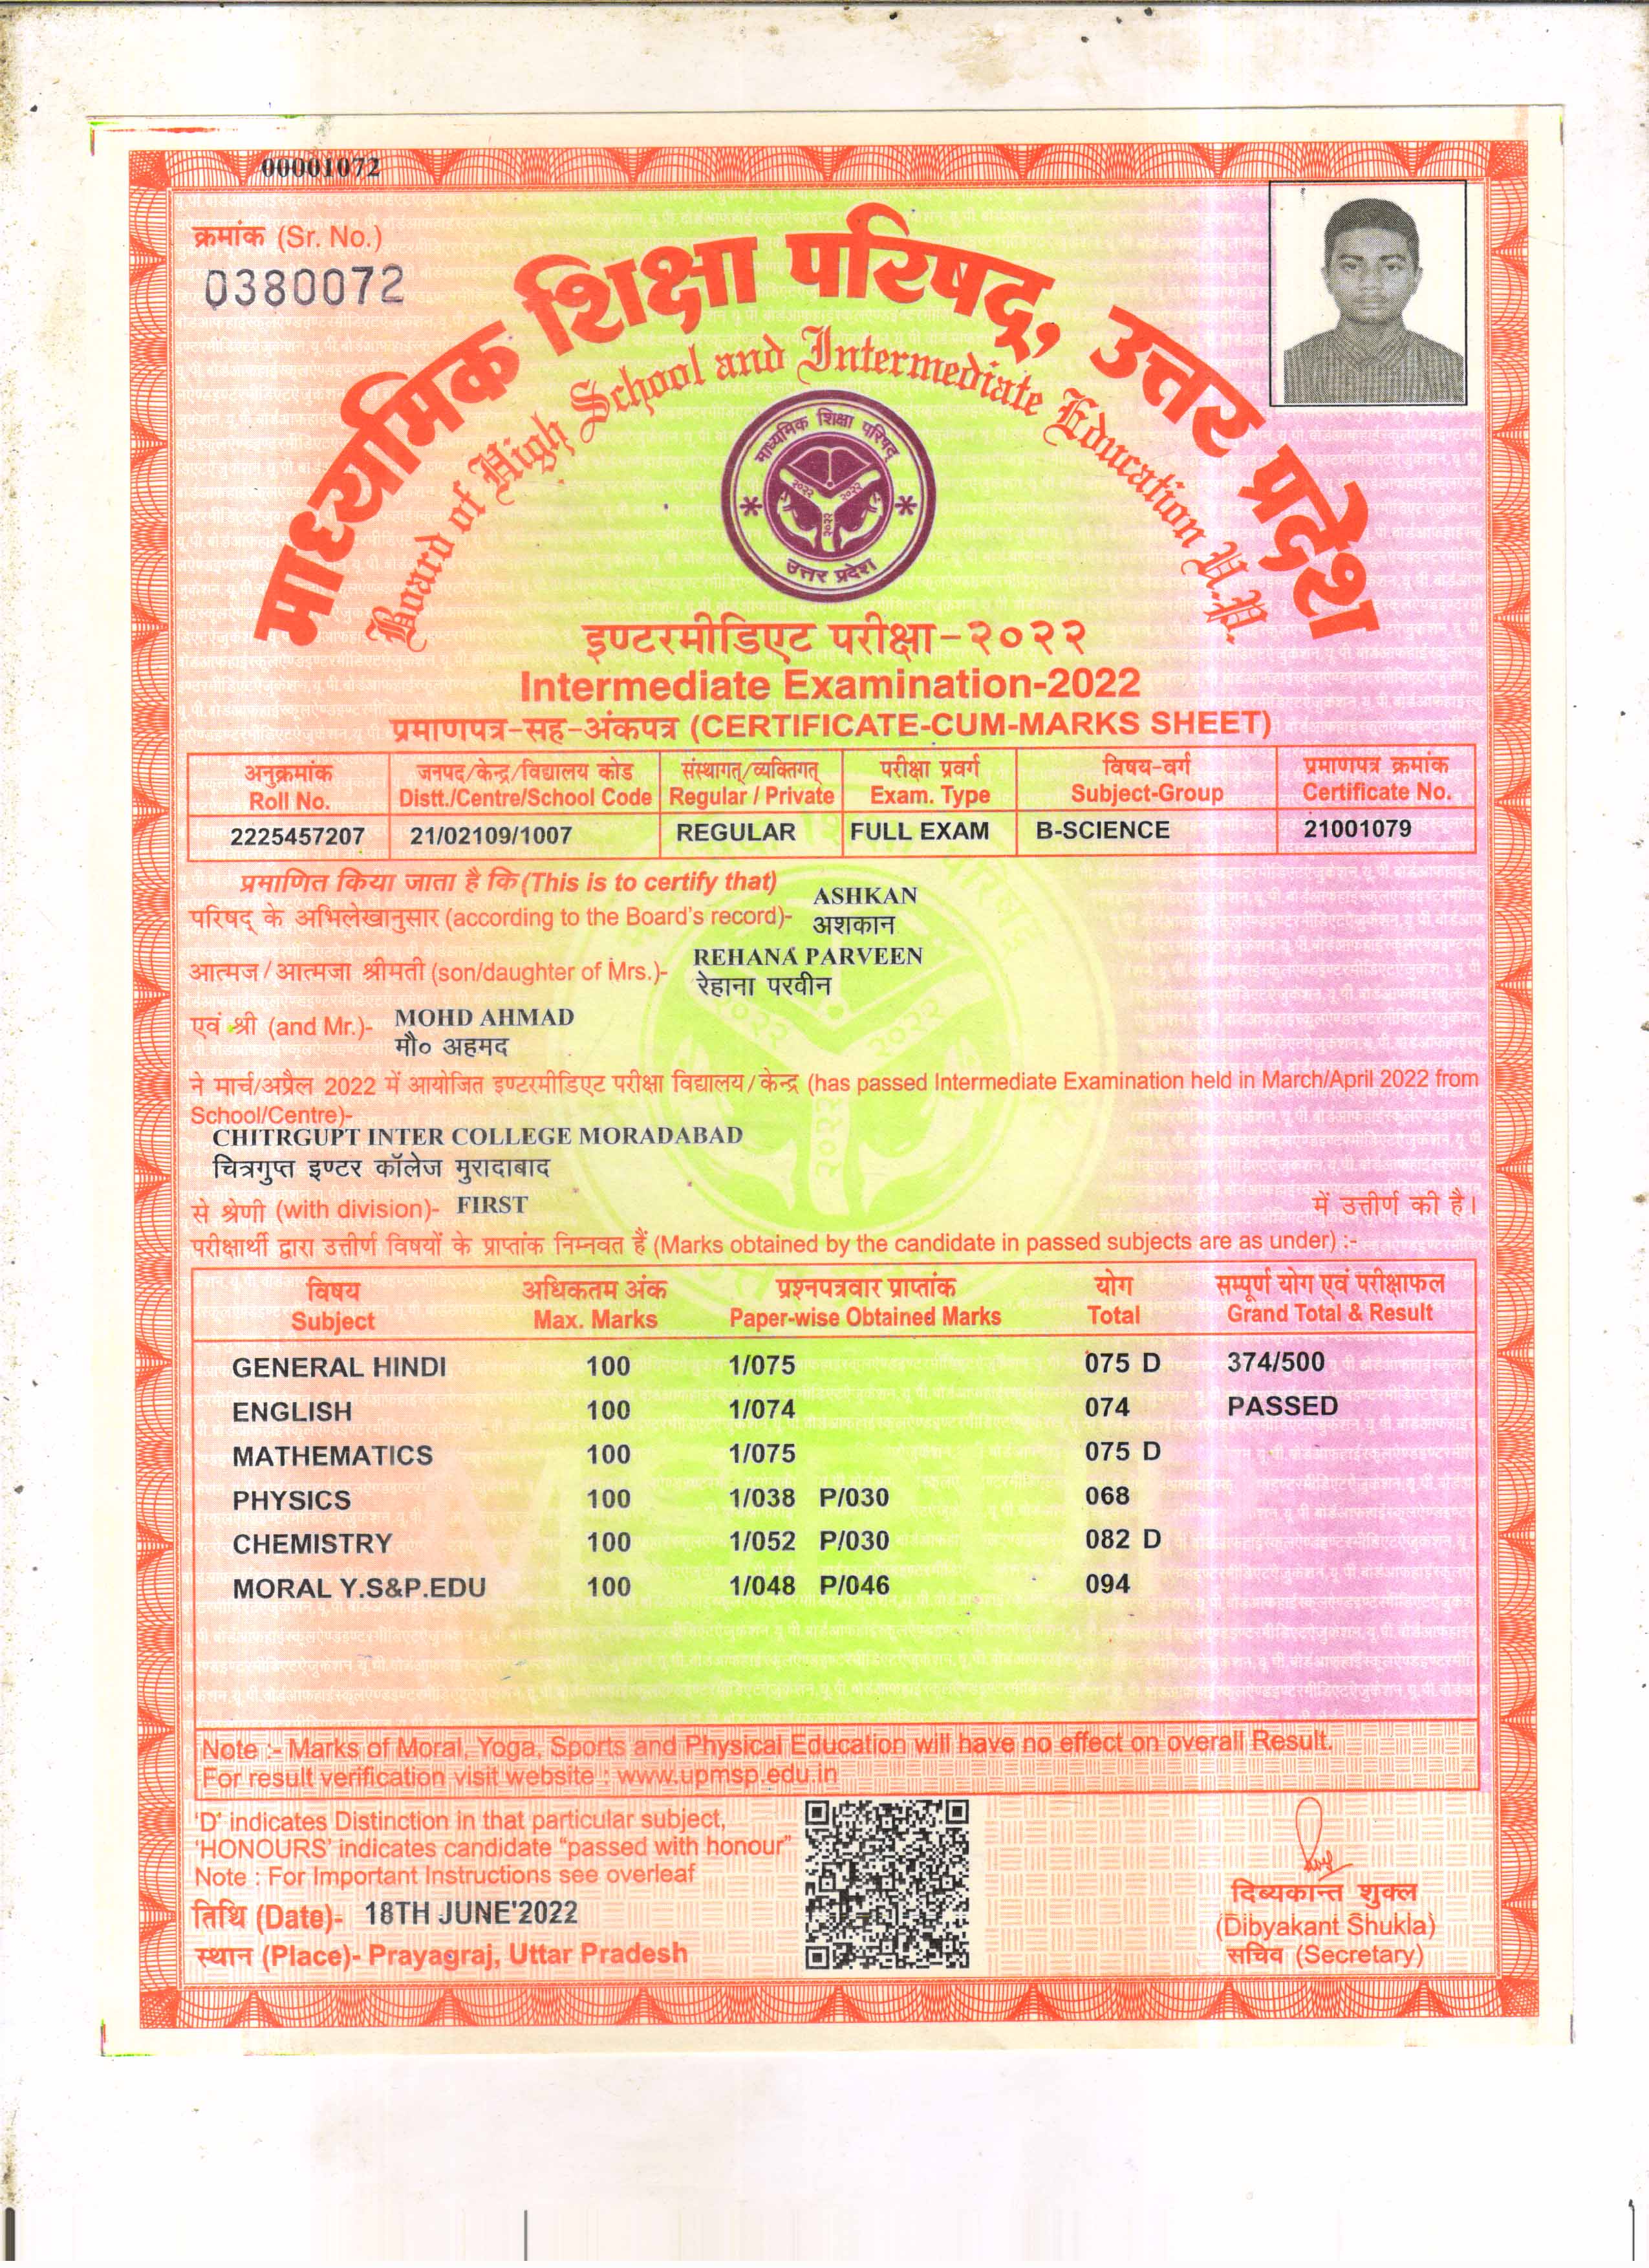 00001072
क्रमांक (Sr. No.)
0380072
माध्यमिक शिक्षा परिषद्, उत्तर प्रदेश
Board of High School and Intermediate Education U.P.
माध्यमिक शिक्षा परिषद्
२०२२ २०२२
२०२२
उत्तर प्रदेश
इण्टरमीडिएट परीक्षा-२०२२
Intermediate Examination-2022
प्रमाणपत्र-सह-अंकपत्र (CERTIFICATE-CUM-MARKS SHEET)
अनुक्रमांक जनपद/केन्द्र/विद्यालय कोड संस्थागत्/व्यक्तिगत् परीक्षा प्रवर्ग विषय-वर्ग प्रमाणपत्र क्रमांक
Roll No. Distt./Centre/School Code Regular / Private Exam. Type Subject-Group Certificate No.
2225457207 21/02109/1007 REGULAR FULL EXAM B-SCIENCE 21001079
प्रमाणित किया जाता है कि (This is to certify that)
ASHKAN
परिषद् के अभिलेखानुसार (according to the Board's record)- अशकान
REHANA PARVEEN
आत्मज/आत्मजा श्रीमती (son/daughter of Mrs.)- रेहाना परवीन
एवं श्री (and Mr.)- MOHD AHMAD
मौ० अहमद
ने मार्च/अप्रैल 2022 में आयोजित इण्टरमीडिएट परीक्षा विद्यालय/केन्द्र (has passed Intermediate Examination held in March/April 2022 from
School/Centre)-
CHITRGUPT INTER COLLEGE MORADABAD
चित्रगुप्त इण्टर कॉलेज मुरादाबाद
से श्रेणी (with division)- FIRST में उत्तीर्ण की है।
परीक्षार्थी द्वारा उत्तीर्ण विषयों के प्राप्तांक निम्नवत हैं (Marks obtained by the candidate in passed subjects are as under) :-
विषय अधिकतम अंक प्रश्नपत्रवार प्राप्तांक योग सम्पूर्ण योग एवं परीक्षाफल
Subject Max. Marks Paper-wise Obtained Marks Total Grand Total & Result
GENERAL HINDI 100 1/075 075 D 374/500
ENGLISH 100 1/074 074 PASSED
MATHEMATICS 100 1/075 075 D
PHYSICS 100 1/038 P/030 068
CHEMISTRY 100 1/052 P/030 082 D
MORAL Y.S&P.EDU 100 1/048 P/046 094
Note :- Marks of Moral, Yoga, Sports and Physical Education will have no effect on overall Result.
For result verification visit website : www.upmsp.edu.in
'D' indicates Distinction in that particular subject,
'HONOURS' indicates candidate "passed with honour"
Note : For Important Instructions see overleaf
तिथि (Date)- 18TH JUNE'2022
स्थान (Place)- Prayagraj, Uttar Pradesh
दिब्यकान्त शुक्ल
(Dibyakant Shukla)
सचिव (Secretary)